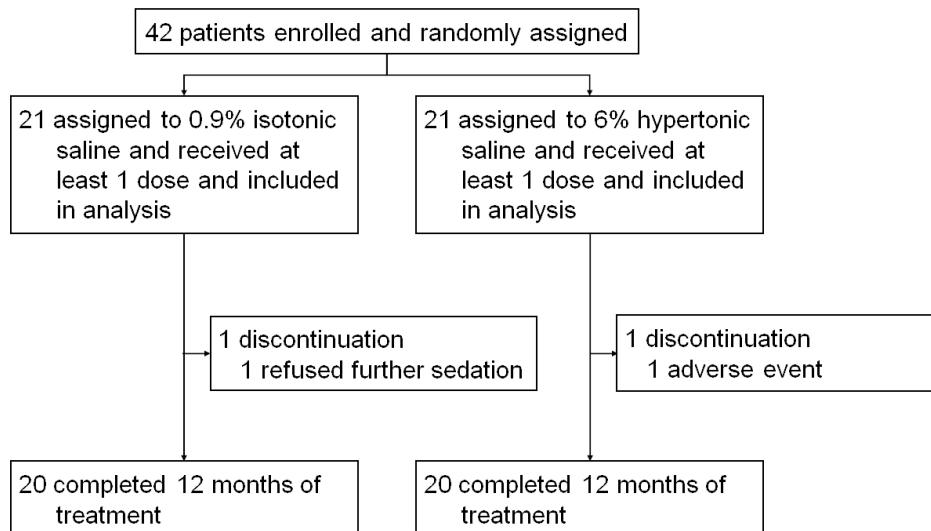 42 patients enrolled and randomly assigned
21 assigned to 0.9% isotonic
saline and received at
least 1 dose and included
in analysis
21 assigned to 6% hypertonic
saline and received at
least 1 dose and included
in analysis
1 discontinuation
1 refused further sedation
1 discontinuation
1 adverse event
20 completed 12 months of
treatment
20 completed 12 months of
treatment